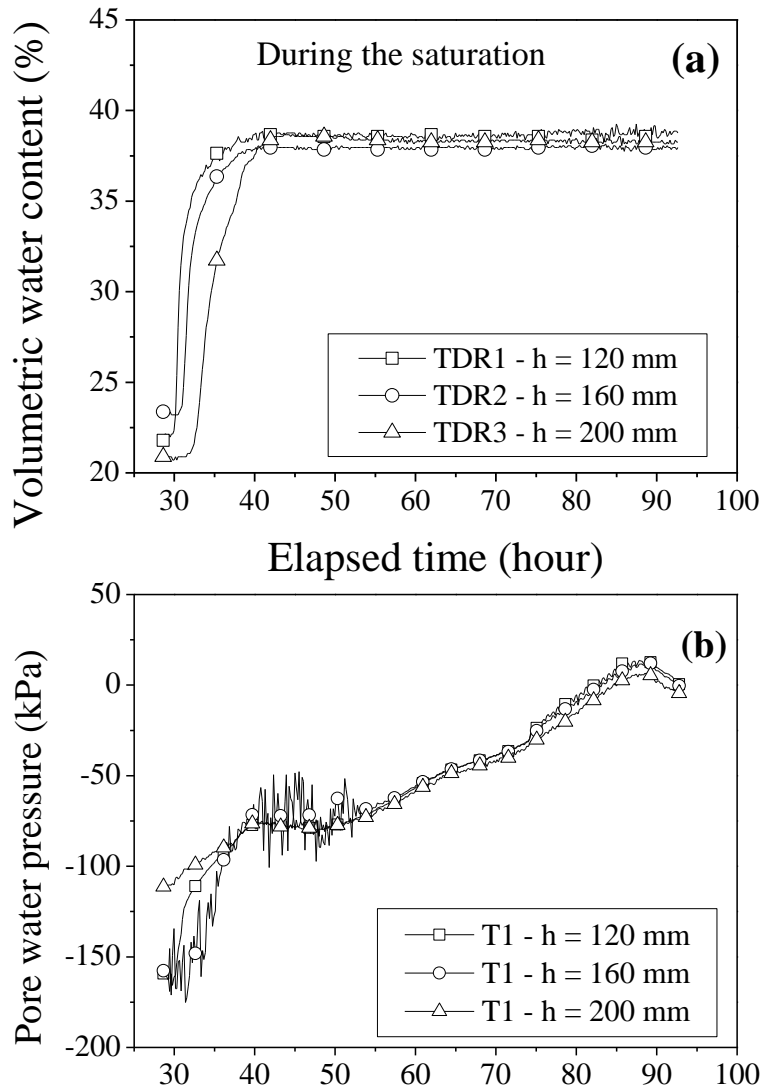 During the saturation
(a)
Volumetric water content (%)
45
40
35
30
25
20
TDR1 - h = 120 mm
TDR2 - h = 160 mm
TDR3 - h = 200 mm
30 40 50 60 70 80 90 100
Elapsed time (hour)
(b)
Pore water pressure (kPa)
50
0
-50
-100
-150
-200
T1 - h = 120 mm
T1 - h = 160 mm
T1 - h = 200 mm
30 40 50 60 70 80 90 100